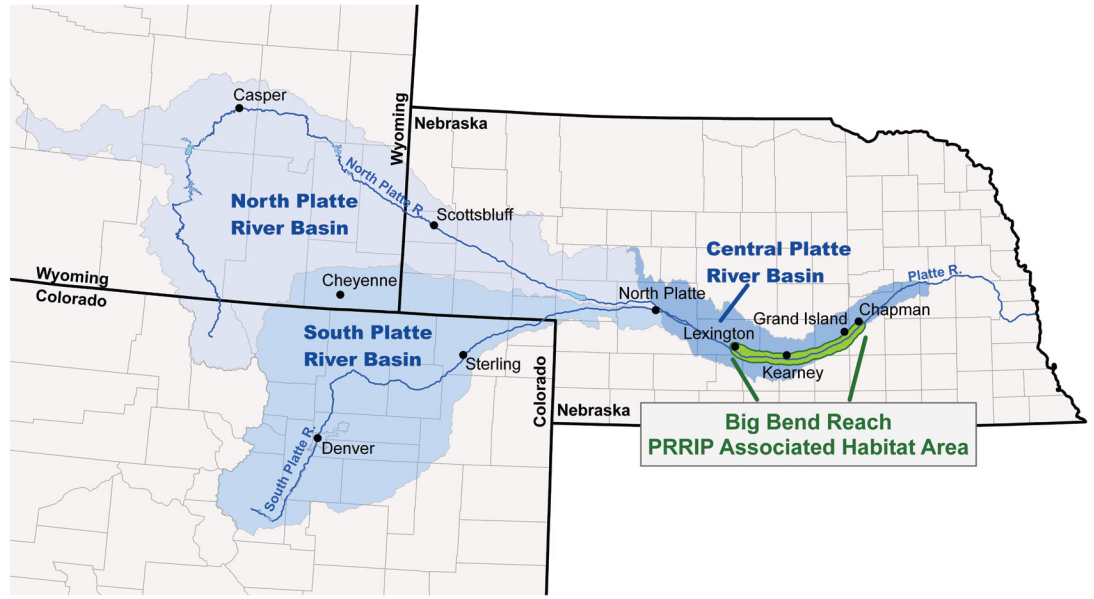 Casper
Wyoming
Nebraska
North Platte R.
North Platte
River Basin
Scottsbluff
Central Platte
River Basin
Platte R.
Wyoming
Colorado
Cheyenne
North Platte
Grand Island
Chapman
South Platte
River Basin
Lexington
Sterling
Kearney
Colorado
Nebraska
Big Bend Reach
PRRIP Associated Habitat Area
Denver
South Platte R.